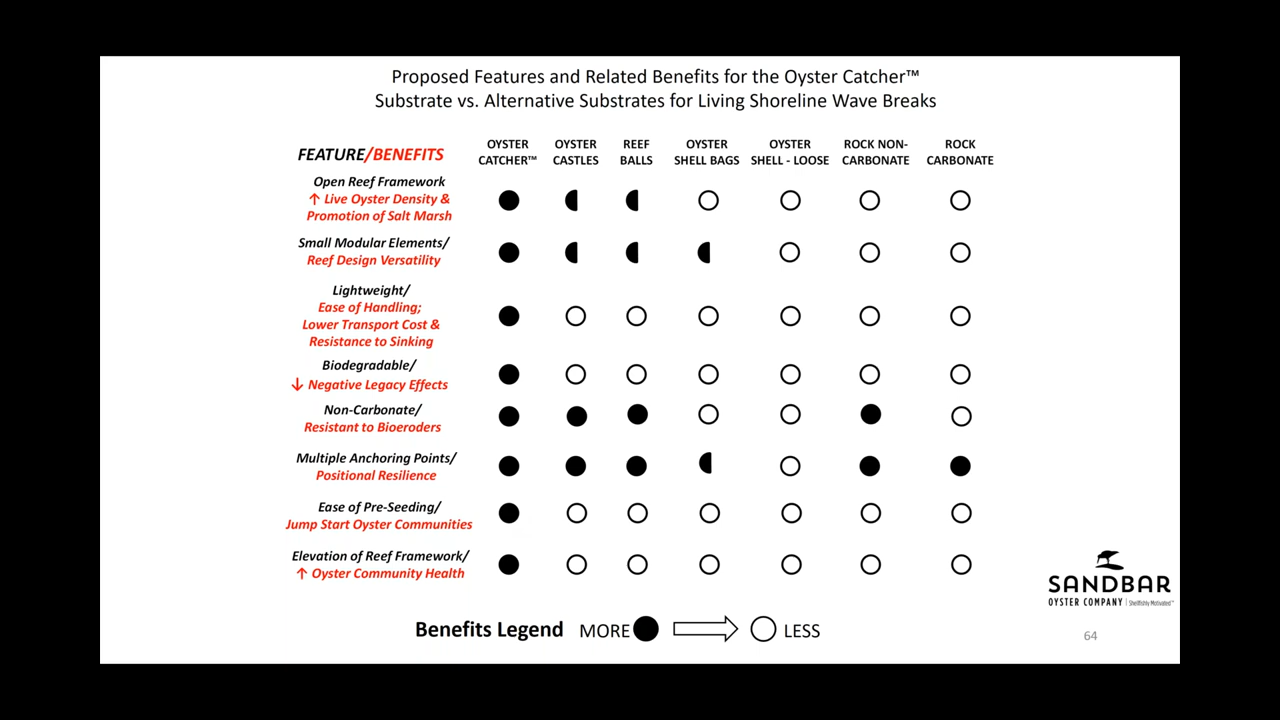 Proposed Features and Related Benefits for the Oyster Catcher™
Substrate vs. Alternative Substrates for Living Shoreline Wave Breaks
FEATURE/BENEFITS
OYSTER CATCHER™
OYSTER CASTLES
REEF BALLS
OYSTER SHELL BAGS
OYSTER SHELL - LOOSE
ROCK NON-CARBONATE
ROCK CARBONATE
Open Reef Framework
↑ Live Oyster Density &
Promotion of Salt Marsh
Small Modular Elements/
Reef Design Versatility
Lightweight/
Ease of Handling;
Lower Transport Cost &
Resistance to Sinking
Biodegradable/
↓ Negative Legacy Effects
Non-Carbonate/
Resistant to Bioeroders
Multiple Anchoring Points/
Positional Resilience
Ease of Pre-Seeding/
Jump Start Oyster Communities
Elevation of Reef Framework/
↑ Oyster Community Health
Benefits Legend MORE LESS
SANDBAR
OYSTER COMPANY | Shellfishly Motivated™
64